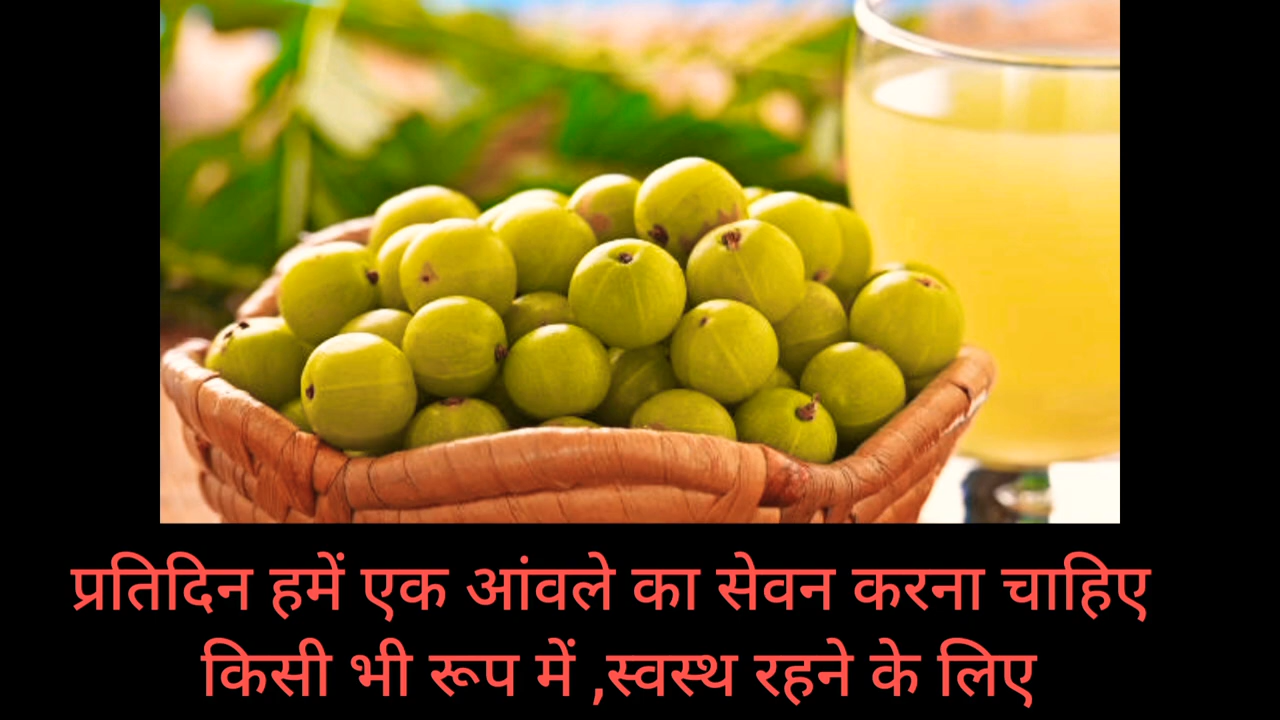 प्रतिदिन हमें एक आंवले का सेवन करना चाहिए
किसी भी रूप में ,स्वस्थ रहने के लिए